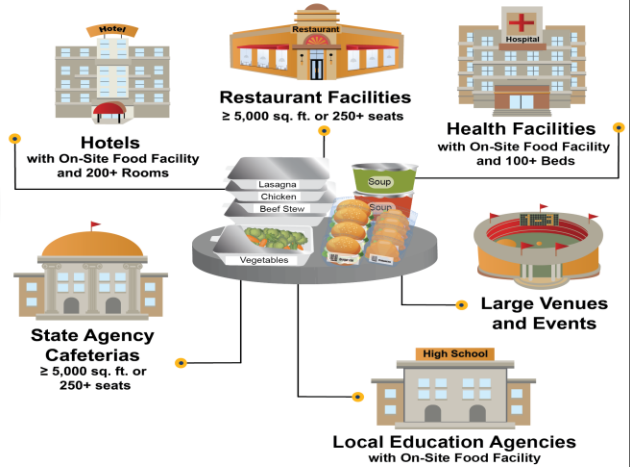 Hotel
Hotels
with On-Site Food Facility
and 200+ Rooms
Restaurant
Restaurant Facilities
≥ 5,000 sq. ft. or 250+ seats
Hospital
Health Facilities
with On-Site Food Facility
and 100+ Beds
Lasagna
Chicken
Beef Stew
Vegetables
Soup
Soup
State Agency
Cafeterias
≥ 5,000 sq. ft. or
250+ seats
Large Venues
and Events
High School
Local Education Agencies
with On-Site Food Facility